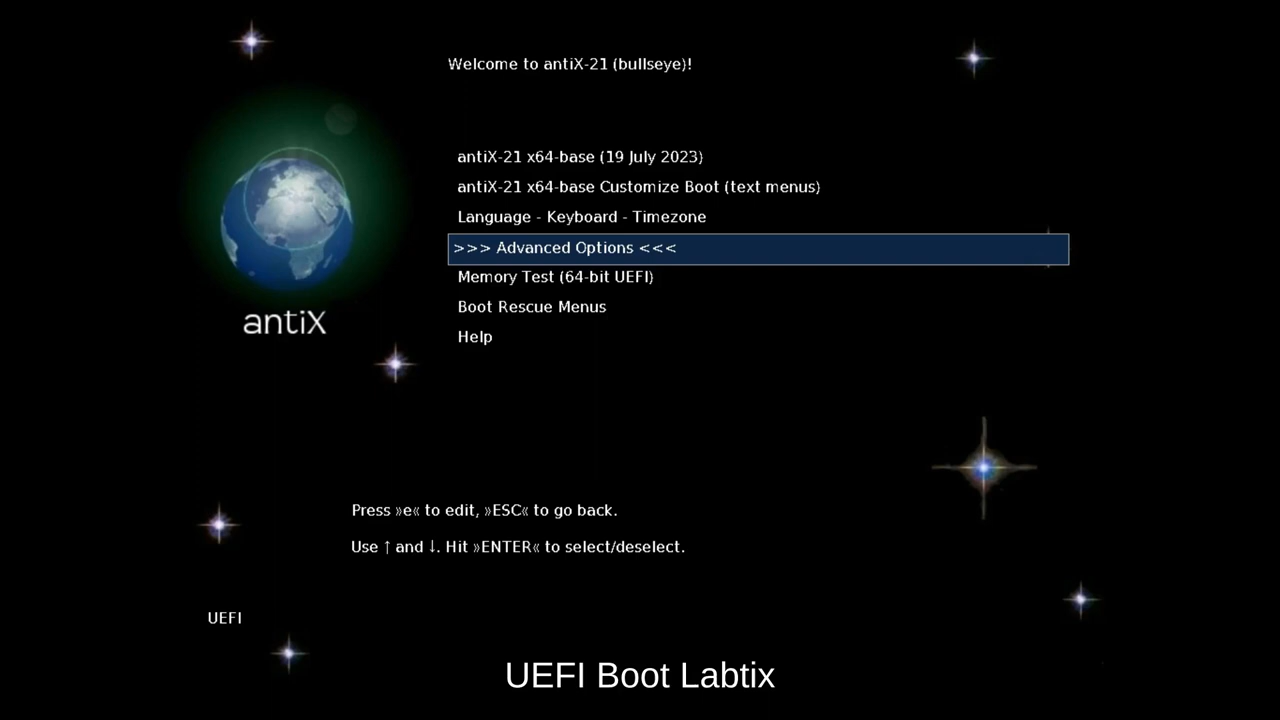 Welcome to antiX-21 (bullseye)!
antiX-21 x64-base (19 July 2023)
antiX-21 x64-base Customize Boot (text menus)
Language - Keyboard - Timezone
>>> Advanced Options <<<
Memory Test (64-bit UEFI)
Boot Rescue Menus
Help
antiX
Press »e« to edit, »ESC« to go back.
Use ↑ and ↓. Hit »ENTER« to select/deselect.
UEFI
UEFI Boot Labtix